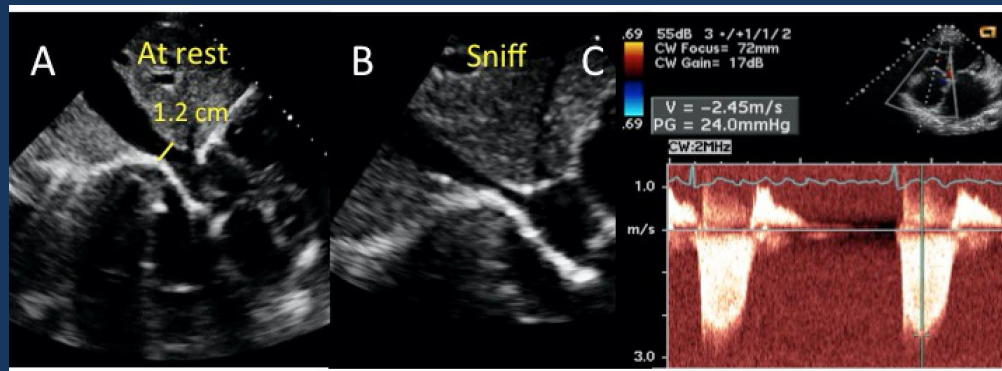 A
At rest
1.2 cm
B
Sniff
C
.69
.69
55dB 3 +/+1/1/2
CW Focus= 72mm
CW Gain= 17dB
V = -2.45m/s
PG = 24.0mmHg
CW:2MHz
1.0
m/s
3.0